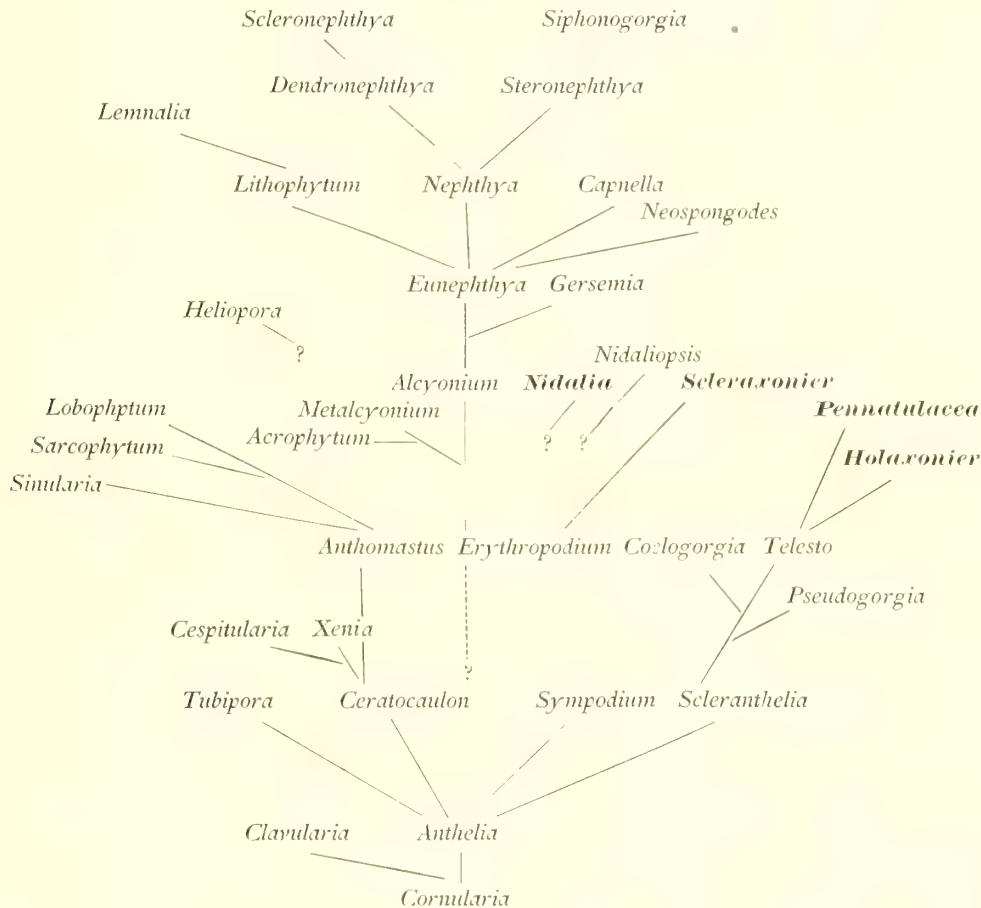 Scleronephthya Siphonogorgia
Dendronephthya Steronephthya
Lemnalia
Lithophytum Nephthya Capnella
Neospongodes
Eunephthya Gersemia
Heliopora
?
Nidaliopsis
Alcyonium Nidalia Scleraxonier
Lobophptum Metalcyonium Pennatulacea
Acrophytum ? ?
Sarcophytum Holaxonier
Sinularia
Anthomastus Erythropodium Coelogorgia Telesto
Pseudogorgia
Cespitularia Xenia
?
Tubipora Ceratocaulon Sympodium Scleranthelia
Clavularia Anthelia
Cornularia